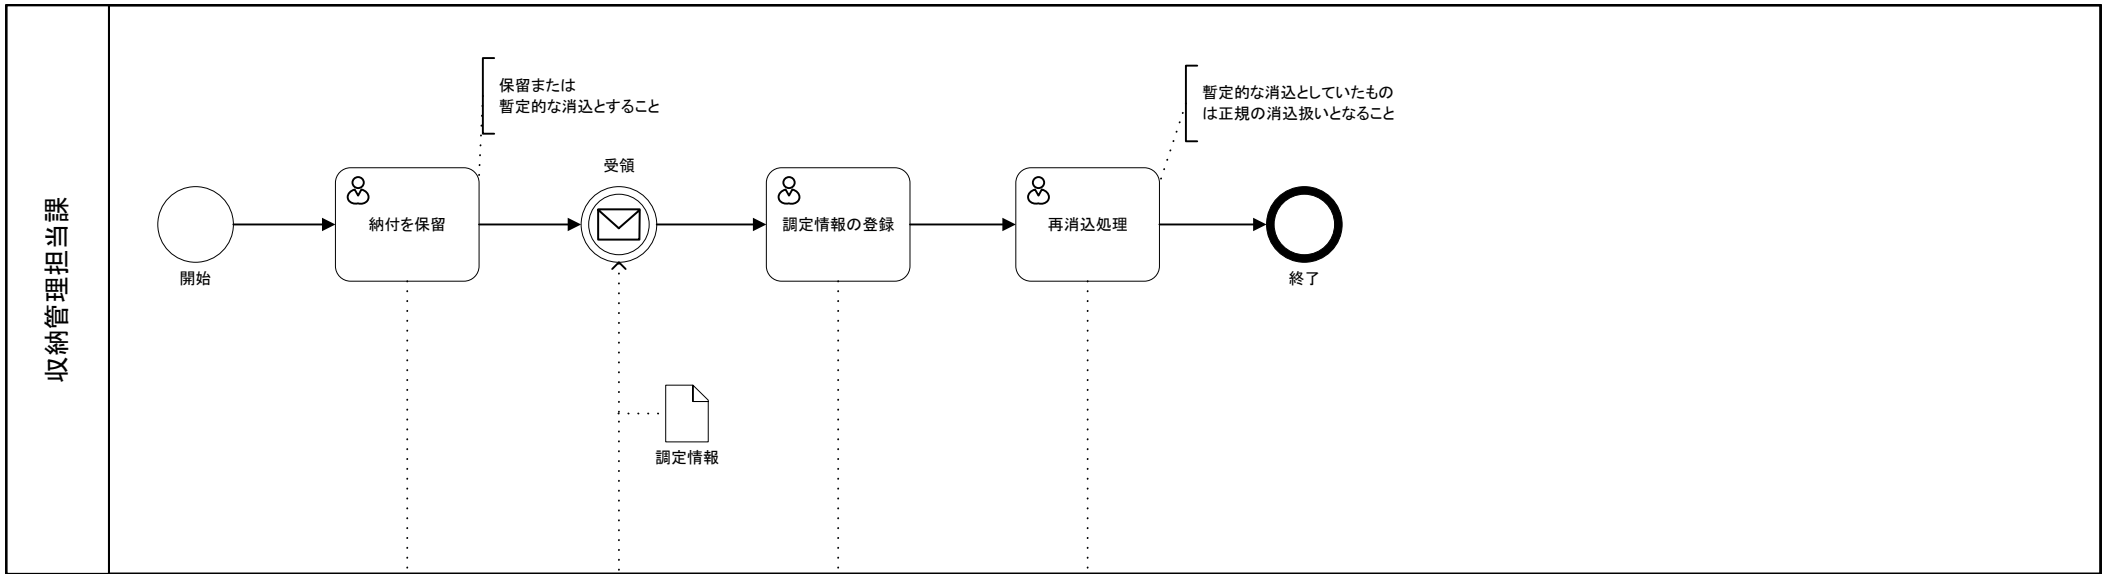 収納管理担当課
保留または
暫定的な消込とすること
暫定的な消込としていたもの
は正規の消込扱いとなること
受領
納付を保留
調定情報の登録
再消込処理
開始
終了
調定情報